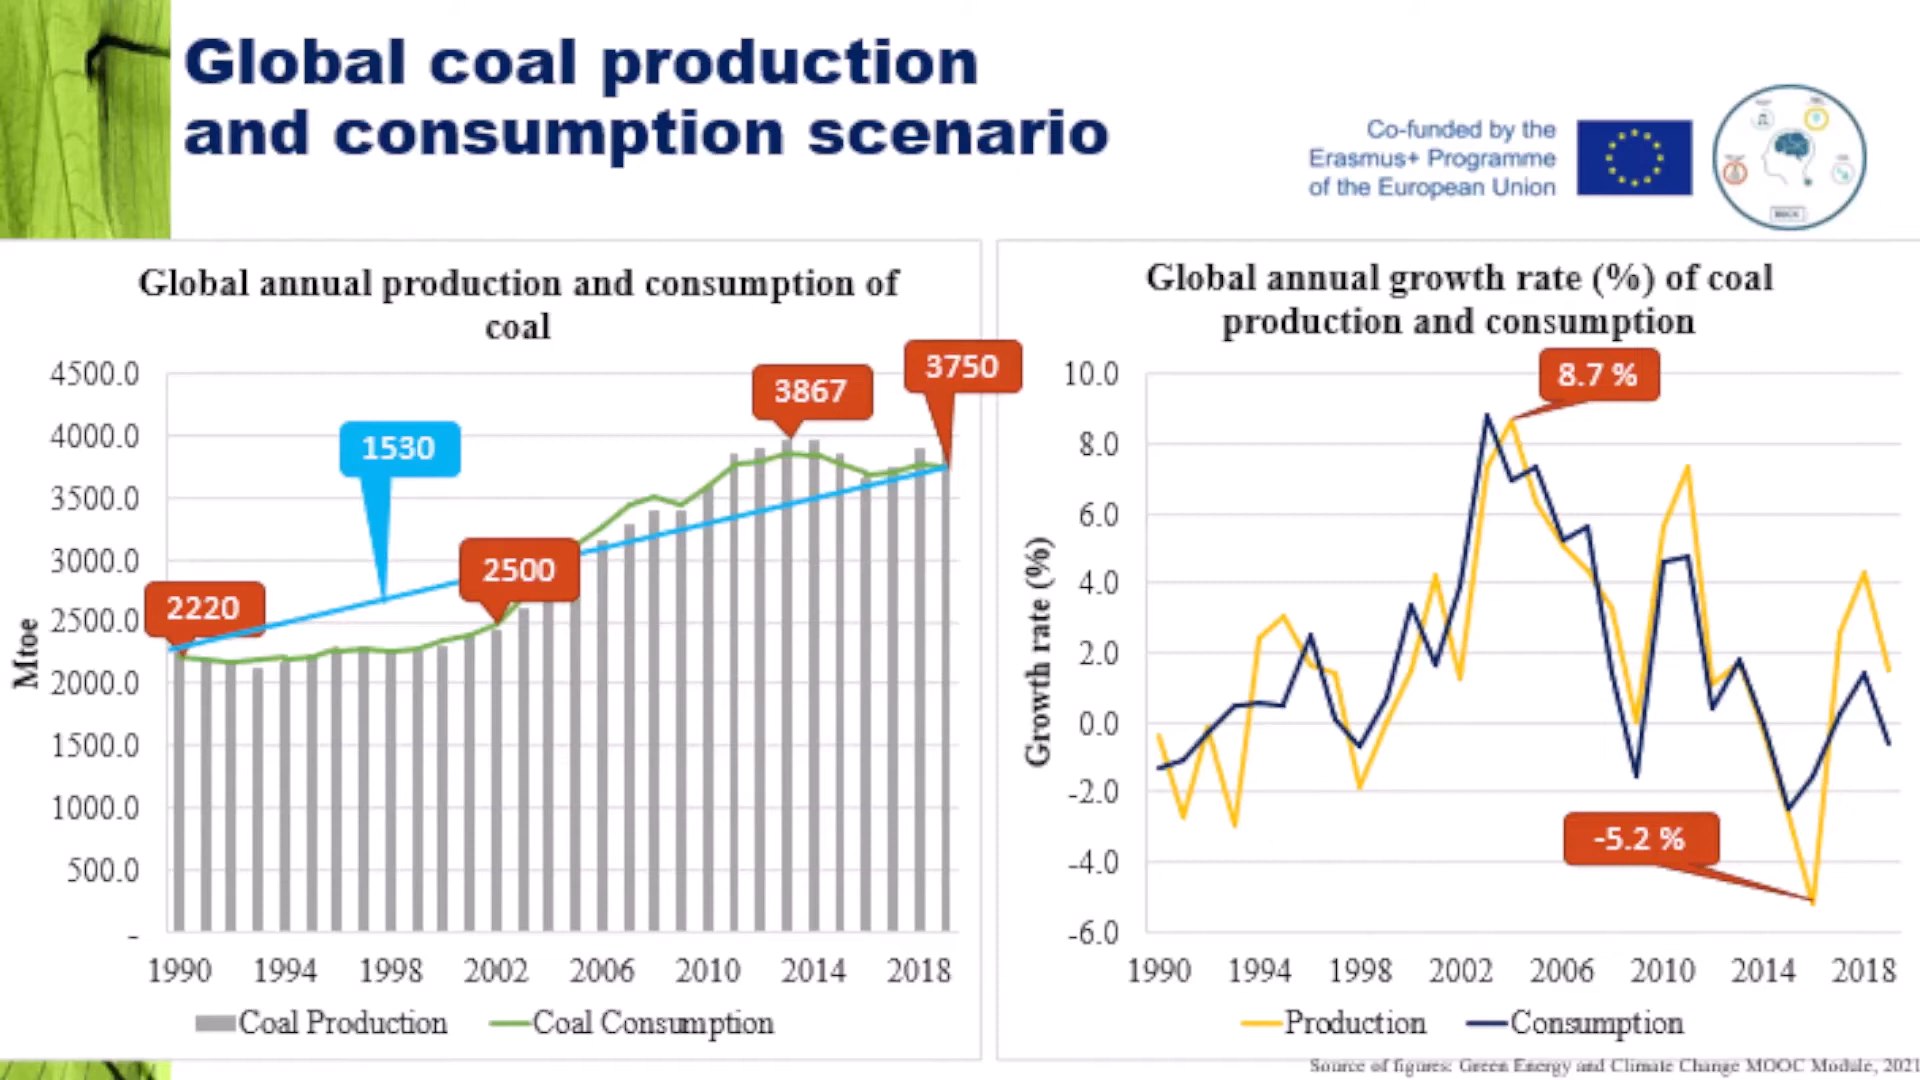 Global coal production
and consumption scenario
Co-funded by the
Erasmus+ Programme
of the European Union
Global annual production and consumption of
coal
4500.0
4000.0
3500.0
3000.0
2500.0
2000.0
1500.0
1000.0
500.0
-
Mtoe
2220
1530
2500
3867
3750
1990 1994 1998 2002 2006 2010 2014 2018
Coal Production Coal Consumption
Global annual growth rate (%) of coal
production and consumption
10.0
8.0
6.0
4.0
2.0
0.0
-2.0
-4.0
-6.0
Growth rate (%)
8.7 %
-5.2 %
1990 1994 1998 2002 2006 2010 2014 2018
Production Consumption
Source of figures: Green Energy and Climate Change MOOC Module, 2021